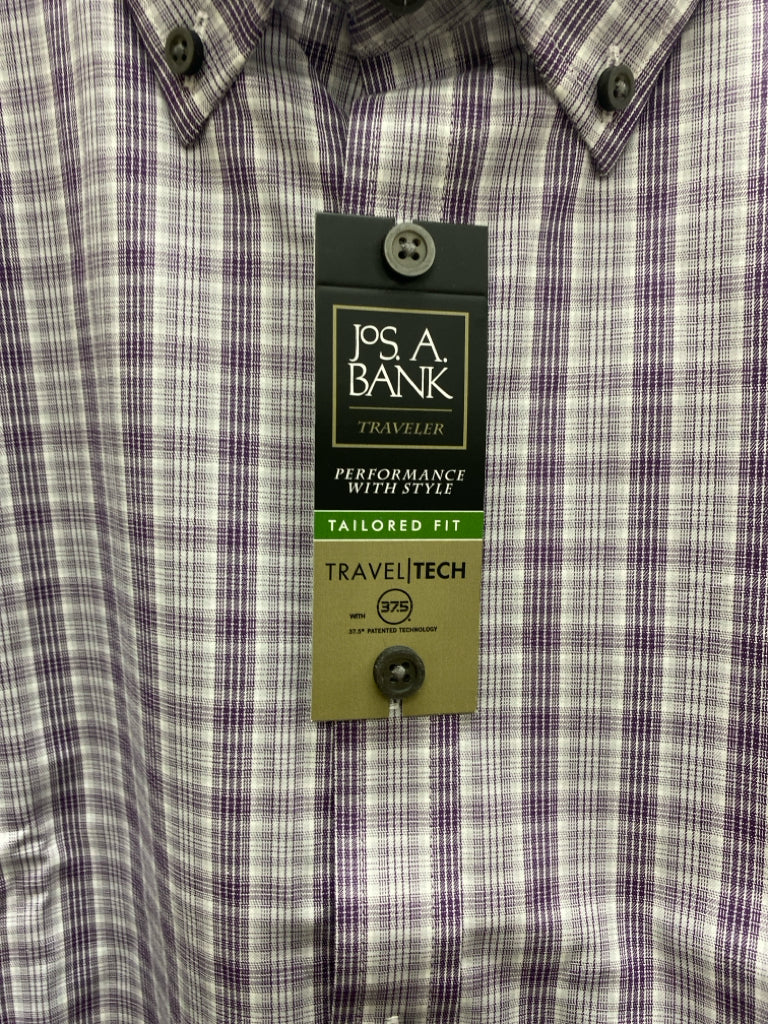 JOS. A.
BANK
TRAVELER
PERFORMANCE
WITH STYLE
TAILORED FIT
TRAVEL|TECH
WITH 37.5®
37.5® PATENTED TECHNOLOGY